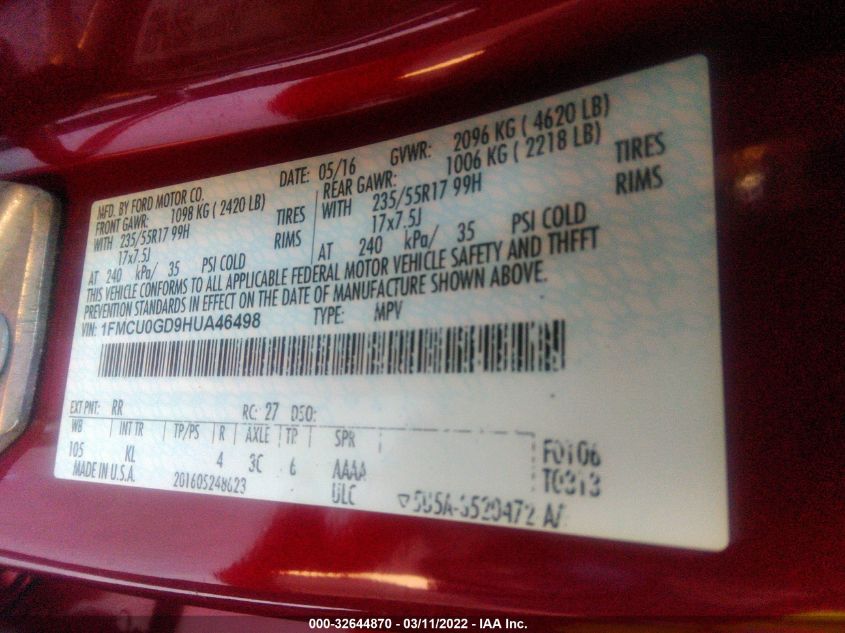 MFD. BY FORD MOTOR CO.
DATE: 05/16 GVWR: 2096 KG ( 4620 LB)
FRONT GAWR: 1098 KG ( 2420 LB)
WITH 235/55R17 99H TIRES
17x7.5J RIMS
AT 240 kPa/ 35 PSI COLD
REAR GAWR: 1006 KG ( 2218 LB)
WITH 235/55R17 99H TIRES
17x7.5J RIMS
AT 240 kPa/ 35 PSI COLD
THIS VEHICLE CONFORMS TO ALL APPLICABLE FEDERAL MOTOR VEHICLE SAFETY AND THEFT
PREVENTION STANDARDS IN EFFECT ON THE DATE OF MANUFACTURE SHOWN ABOVE.
VIN: 1FMCU0GD9HUA46498 TYPE: MPV
EXT PNT: RR RC: 27 DSO:
WB INT TR TP/PS R AXLE TP SPR
105 KL 4 3C 6 AAAA
F0106
MADE IN U.S.A. 20160524 ULC
T0313
000-32644870 - 03/11/2022 - IAA Inc.